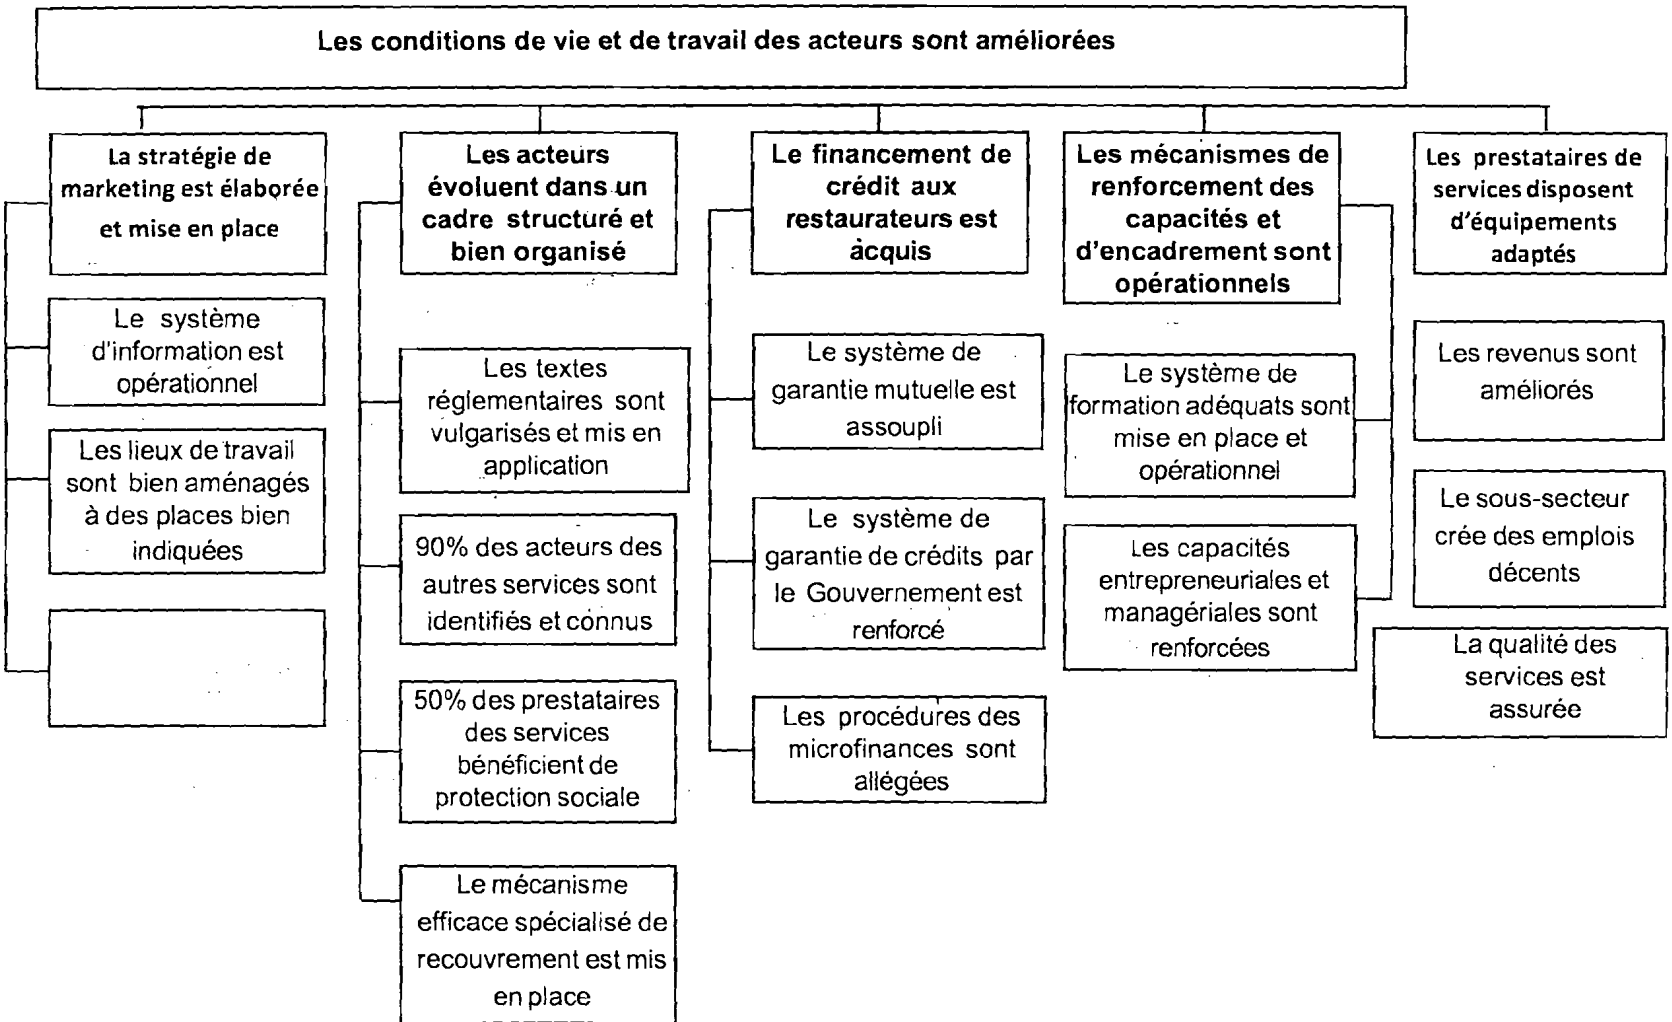 Les conditions de vie et de travail des acteurs sont améliorées
La stratégie de
marketing est élaborée
et mise en place
Le système
d'information est
opérationnel
Les lieux de travail
sont bien aménagés
à des places bien
indiquées
Les acteurs
évoluent dans un
cadre structuré et
bien organisé
Les textes
réglementaires sont
vulgarisés et mis en
application
90% des acteurs des
autres services sont
identifiés et connus
50% des prestataires
des services
bénéficient de
protection sociale
Le mécanisme
efficace spécialisé de
recouvrement est mis
en place
Le financement de
crédit aux
restaurateurs est
acquis
Le système de
garantie mutuelle est
assoupli
Le système de
garantie de crédits par
le Gouvernement est
renforcé
Les procédures des
microfinances sont
allégées
Les mécanismes de
renforcement des
capacités et
d'encadrement sont
opérationnels
Le système de
formation adéquats sont
mise en place et
opérationnel
Les capacités
entrepreneuriales et
managériales sont
renforcées
Les prestataires de
services disposent
d'équipements
adaptés
Les revenus sont
améliorés
Le sous-secteur
crée des emplois
décents
La qualité des
services est
assurée